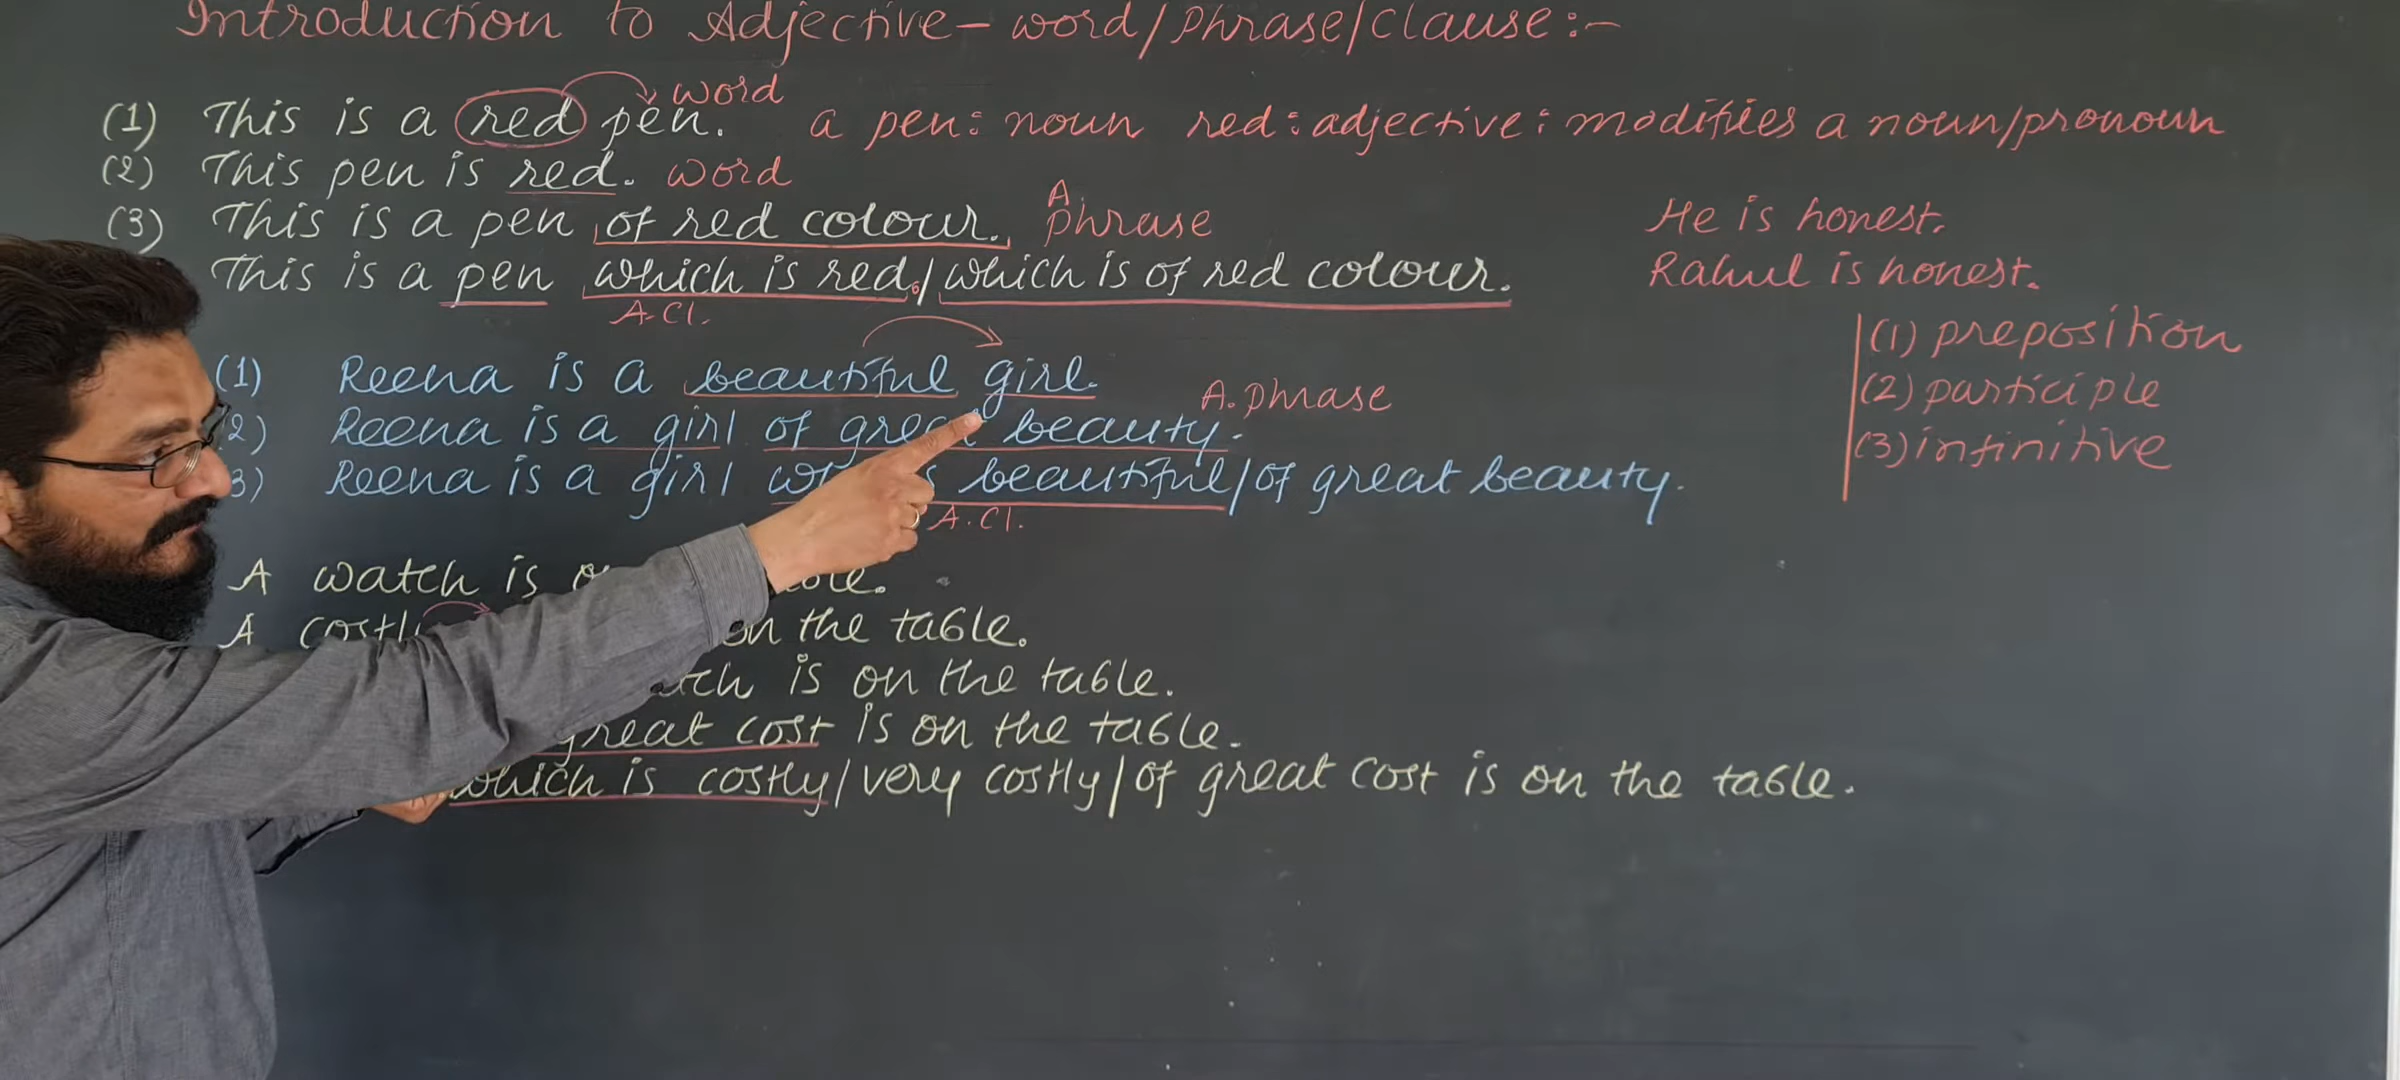 Introduction to Adjective - word/Phrase/Clause:-
(1) This is a red pen. word a pen: noun red: adjective: modifies a noun/pronoun
(2) This pen is red. word
(3) This is a pen of red colour. A. phrase
He is honest.
This is a pen which is red./which is of red colour.
A.Cl.
Rahul is honest.
(1) preposition
(2) participle
(3) infinitive
(1) Reena is a beautiful girl.
2) Reena is a girl of great beauty. A. phrase
3) Reena is a girl beautiful/of great beauty.
A.Cl.
A watch is
A on the table.
is on the table.
great cost is on the table.
which is costly/very costly/of great cost is on the table.